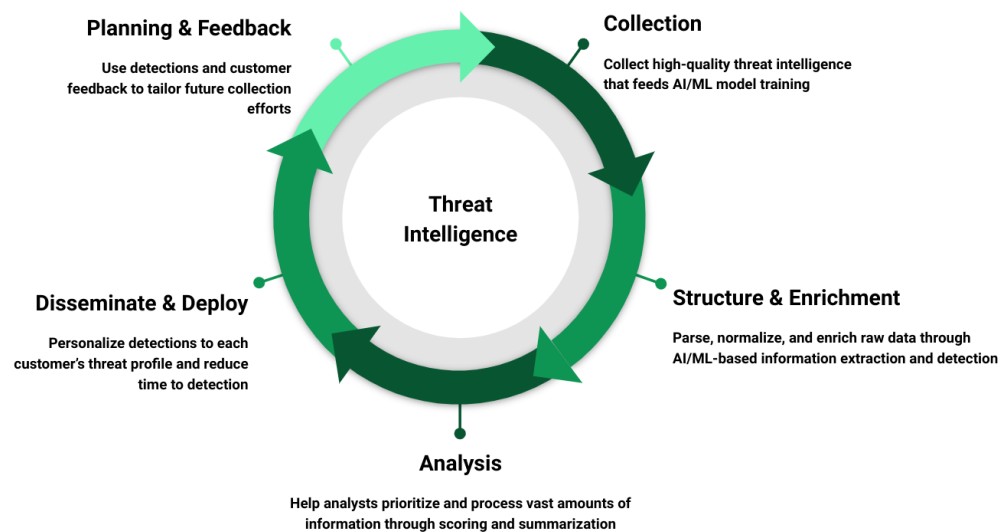 Planning & Feedback
Use detections and customer
feedback to tailor future collection
efforts
Collection
Collect high-quality threat intelligence
that feeds AI/ML model training
Threat
Intelligence
Structure & Enrichment
Parse, normalize, and enrich raw data through
AI/ML-based information extraction and detection
Disseminate & Deploy
Personalize detections to each
customer’s threat profile and reduce
time to detection
Analysis
Help analysts prioritize and process vast amounts of
information through scoring and summarization